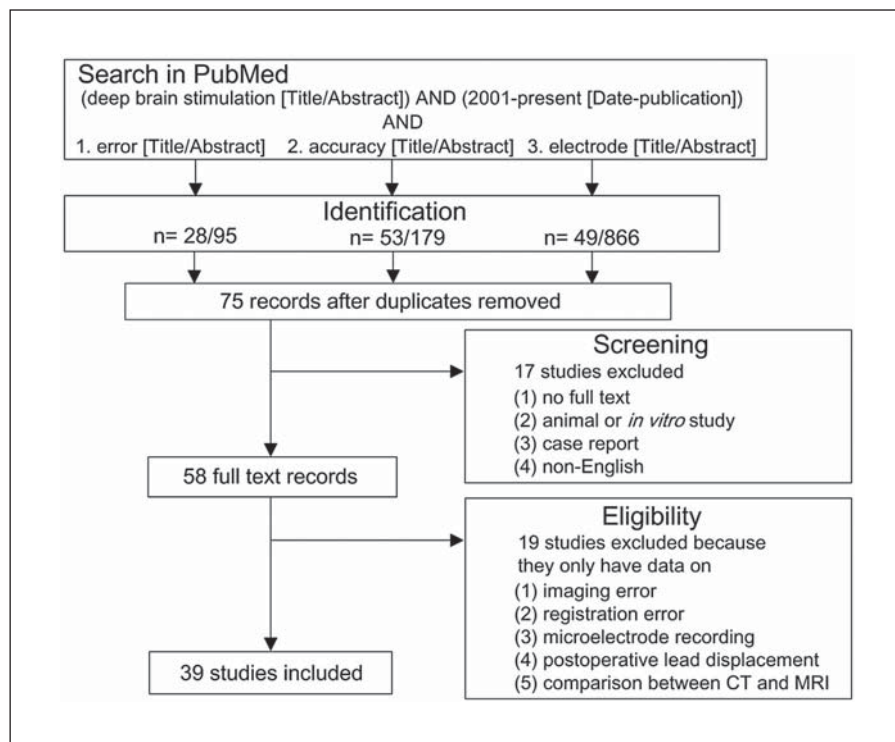 Search in PubMed
(deep brain stimulation [Title/Abstract]) AND (2001-present [Date-publication])
AND
1. error [Title/Abstract] 2. accuracy [Title/Abstract] 3. electrode [Title/Abstract]
Identification
n= 28/95 n= 53/179 n= 49/866
75 records after duplicates removed
Screening
17 studies excluded
(1) no full text
(2) animal or in vitro study
(3) case report
(4) non-English
58 full text records
Eligibility
19 studies excluded because
they only have data on
(1) imaging error
(2) registration error
(3) microelectrode recording
(4) postoperative lead displacement
(5) comparison between CT and MRI
39 studies included